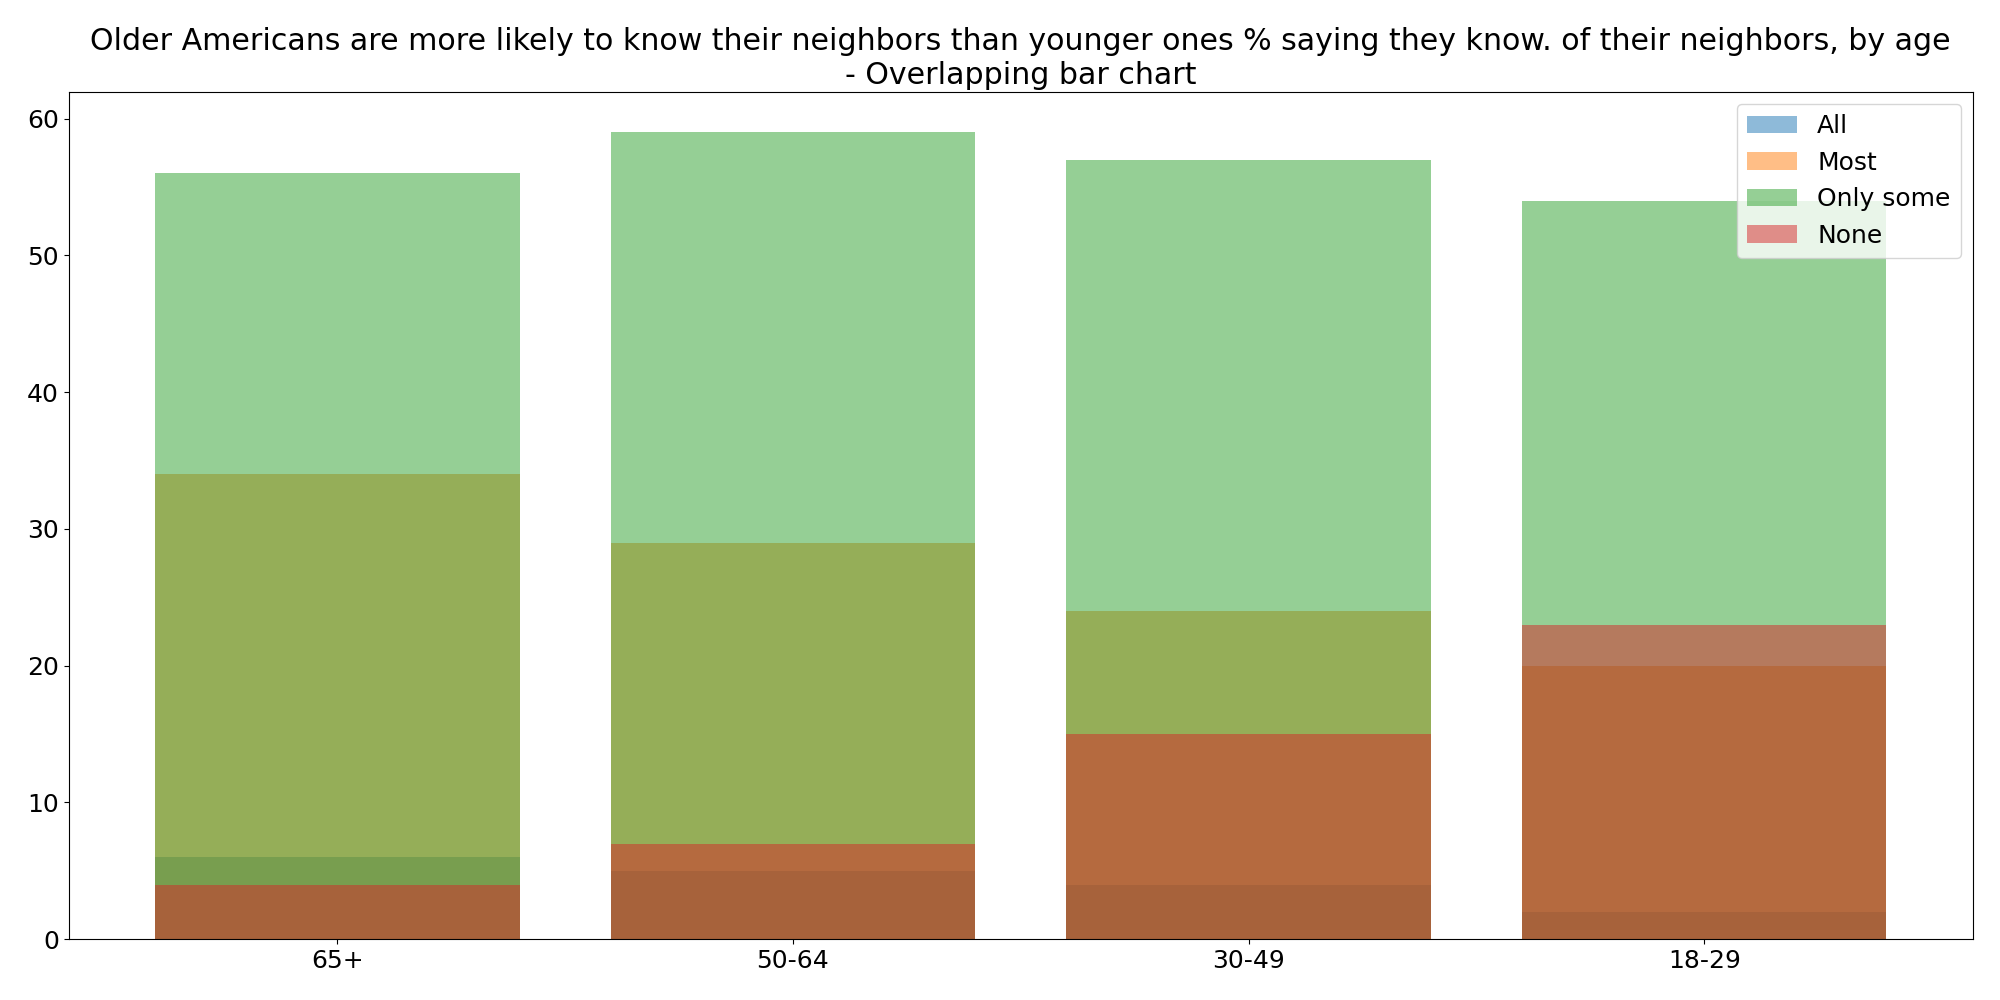 Older Americans are more likely to know their neighbors than younger ones % saying they know. of their neighbors, by age
- Overlapping bar chart
60
50
40
30
20
10
0
All
Most
Only some
None
65+
50-64
30-49
18-29